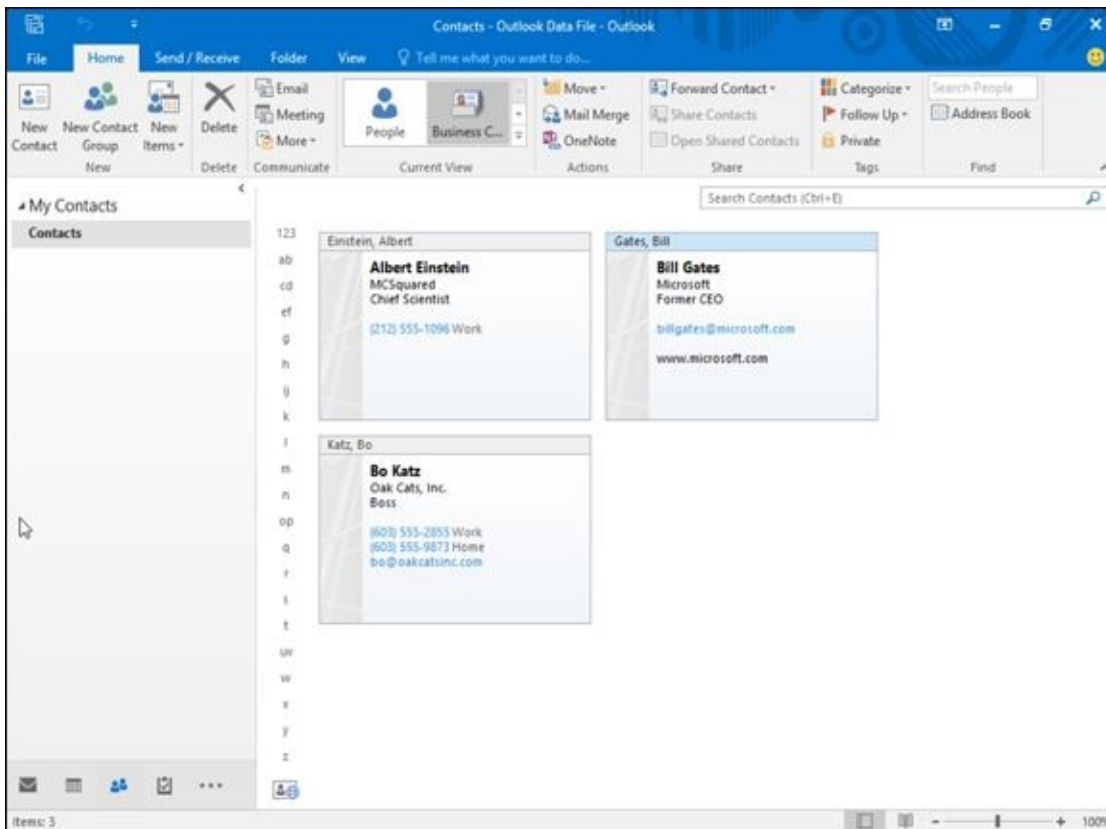 Contacts - Outlook Data File - Outlook
File Home Send / Receive Folder View Tell me what you want to do...
New Contact
New Contact Group
New Items
New
Delete
Delete
Email
Meeting
More
Communicate
People
Business C...
Current View
Move
Mail Merge
OneNote
Actions
Forward Contact
Share Contacts
Open Shared Contacts
Share
Categorize
Follow Up
Private
Tags
Search People
Address Book
Find
My Contacts
Contacts
Search Contacts (Ctrl+E)
123
ab
cd
ef
g
h
ij
k
l
m
n
op
q
r
s
t
uv
w
x
y
z
Einstein, Albert
Albert Einstein
MCSquared
Chief Scientist
(212) 555-1096 Work
Gates, Bill
Bill Gates
Microsoft
Former CEO
billgates@microsoft.com
www.microsoft.com
Katz, Bo
Bo Katz
Oak Cats, Inc.
Boss
(603) 555-2855 Work
(603) 555-9873 Home
bo@oakcatsinc.com
Items: 3
100%